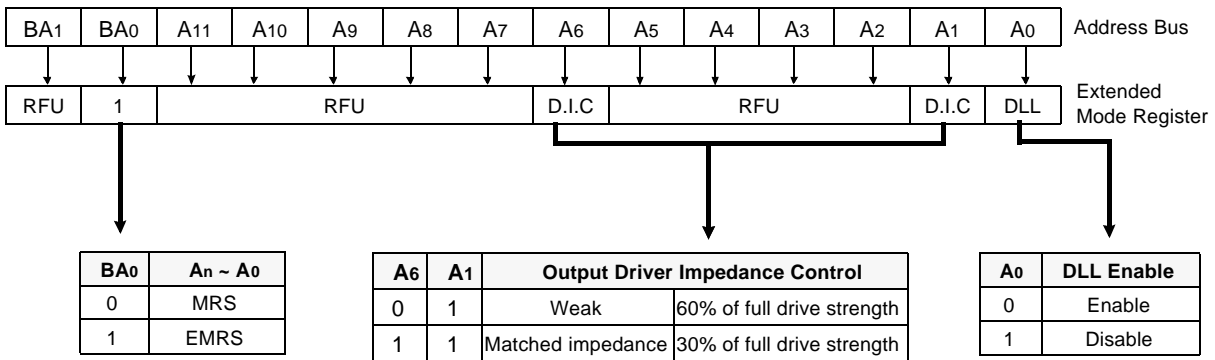 BA1 BA0 A11 A10 A9 A8 A7 A6 A5 A4 A3 A2 A1 A0 Address Bus
RFU 1 RFU D.I.C RFU D.I.C DLL Extended
Mode Register
BA0 An ~ A0
0 MRS
1 EMRS
A6 A1 Output Driver Impedance Control
0 1 Weak 60% of full drive strength
1 1 Matched impedance 30% of full drive strength
A0 DLL Enable
0 Enable
1 Disable